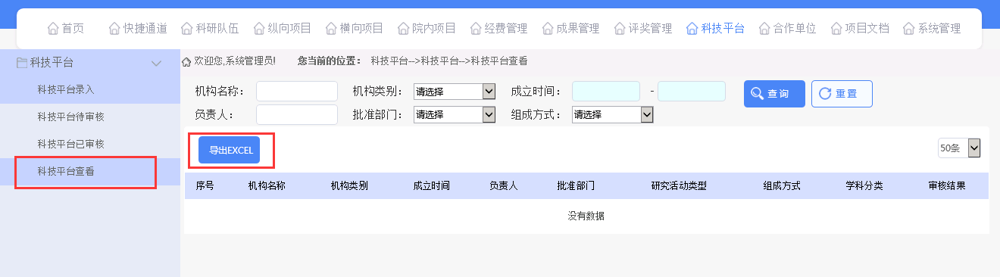 首页 快捷通道 科研队伍 纵向项目 横向项目 院内项目 经费管理 成果管理 评奖管理 科技平台 合作单位 项目文档 系统管理
科技平台
科技平台录入
科技平台待审核
科技平台已审核
科技平台查看
欢迎您,系统管理员! 您当前的位置： 科技平台-->科技平台-->科技平台查看
机构名称： 机构类别： 请选择 成立时间： - 查询 重置
负责人： 批准部门： 请选择 组成方式： 请选择
导出EXCEL 50条
序号 机构名称 机构类别 成立时间 负责人 批准部门 研究活动类型 组成方式 学科分类 审核结果
没有数据